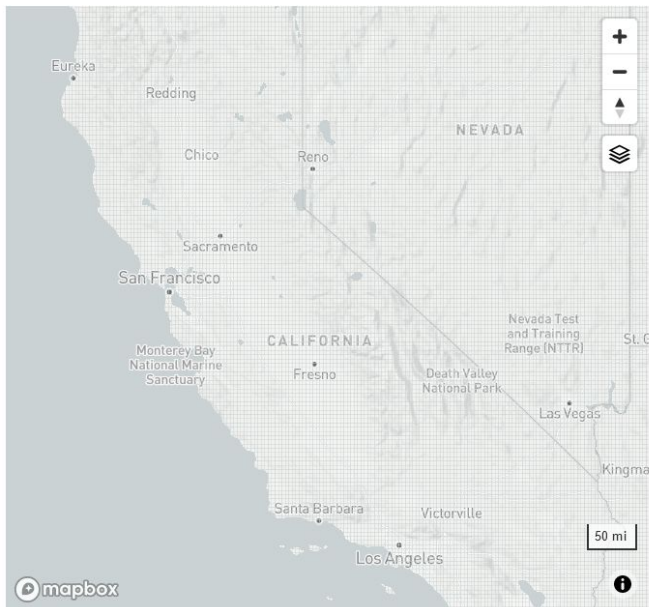 Eureka
Redding
NEVADA
Chico
Reno
Sacramento
San Francisco
Nevada Test
and Training
Range (NTTR)
CALIFORNIA
St. G
Monterey Bay
National Marine
Sanctuary
Fresno
Death Valley
National Park
Las Vegas
Kingma
Santa Barbara
Victorville
50 mi
Los Angeles
mapbox